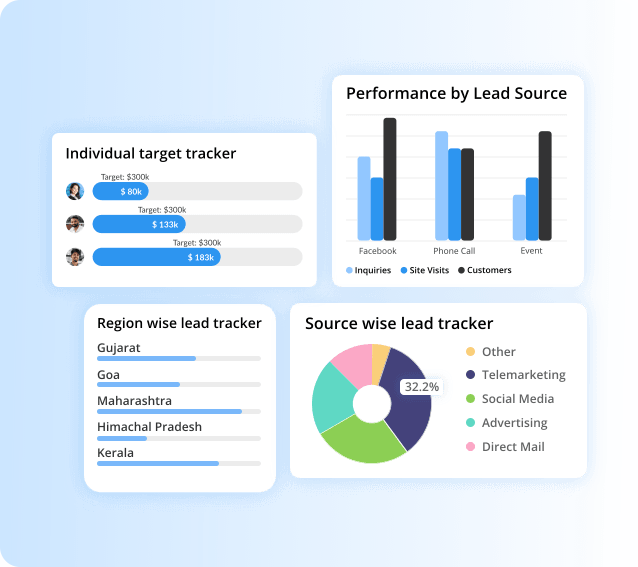 Individual target tracker
Target: $300k
$ 80k
Target: $300k
$ 133k
Target: $300k
$ 183k
Performance by Lead Source
Facebook
Phone Call
Event
Inquiries
Site Visits
Customers
Region wise lead tracker
Gujarat
Goa
Maharashtra
Himachal Pradesh
Kerala
Source wise lead tracker
32.2%
Other
Telemarketing
Social Media
Advertising
Direct Mail